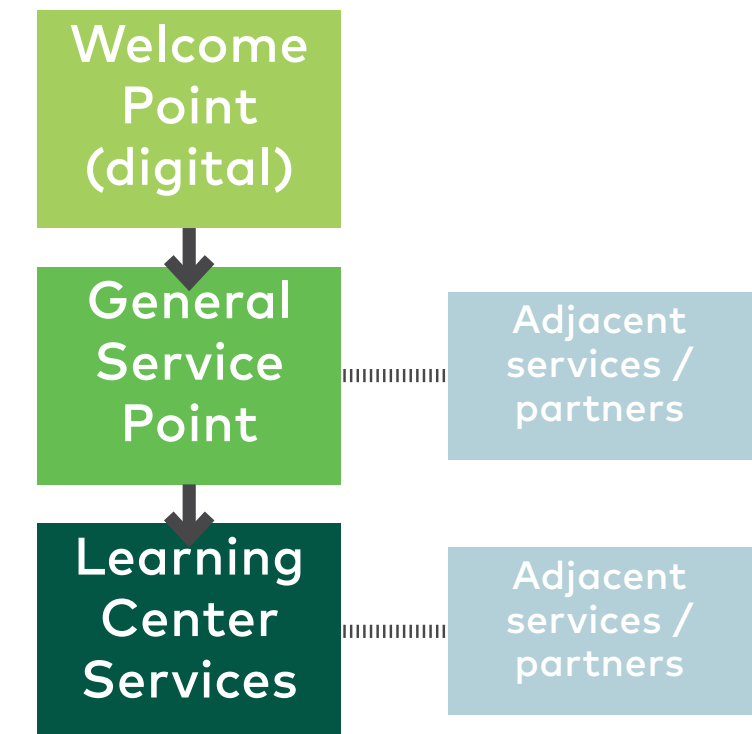 Welcome
Point
(digital)
General
Service
Point
Adjacent
services /
partners
Learning
Center
Services
Adjacent
services /
partners